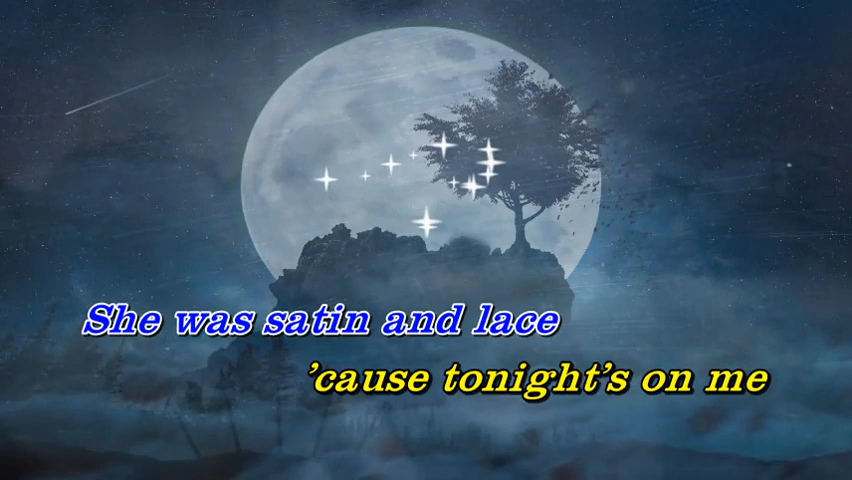 She was satin and lace
’cause tonight’s on me